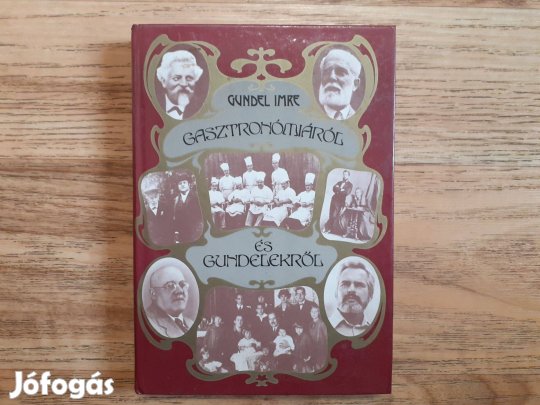 GUNDEL IMRE
GASZTRONÓMIÁRÓL
ÉS
GUNDELEKRŐL
Jófogás